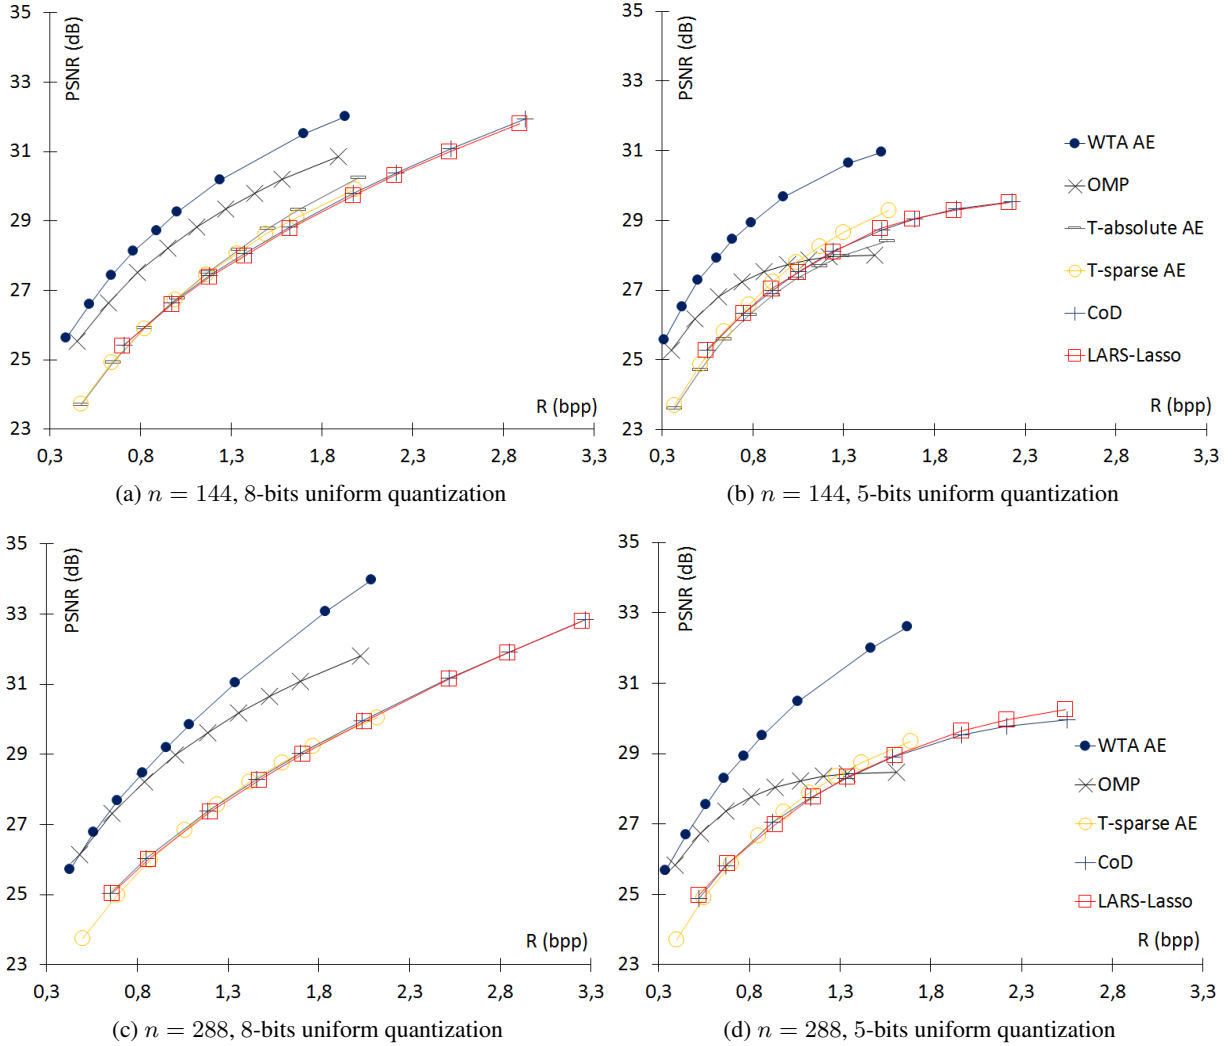 35
33
31
29
27
25
23
PSNR (dB)
R (bpp)
0,3 0,8 1,3 1,8 2,3 2,8 3,3
(a) n = 144, 8-bits uniform quantization
35
33
31
29
27
25
23
PSNR (dB)
WTA AE
OMP
T-absolute AE
T-sparse AE
CoD
LARS-Lasso
R (bpp)
0,3 0,8 1,3 1,8 2,3 2,8 3,3
(b) n = 144, 5-bits uniform quantization
35
33
31
29
27
25
23
PSNR (dB)
R (bpp)
0,3 0,8 1,3 1,8 2,3 2,8 3,3
(c) n = 288, 8-bits uniform quantization
35
33
31
29
27
25
23
PSNR (dB)
WTA AE
OMP
T-sparse AE
CoD
LARS-Lasso
R (bpp)
0,3 0,8 1,3 1,8 2,3 2,8 3,3
(d) n = 288, 5-bits uniform quantization